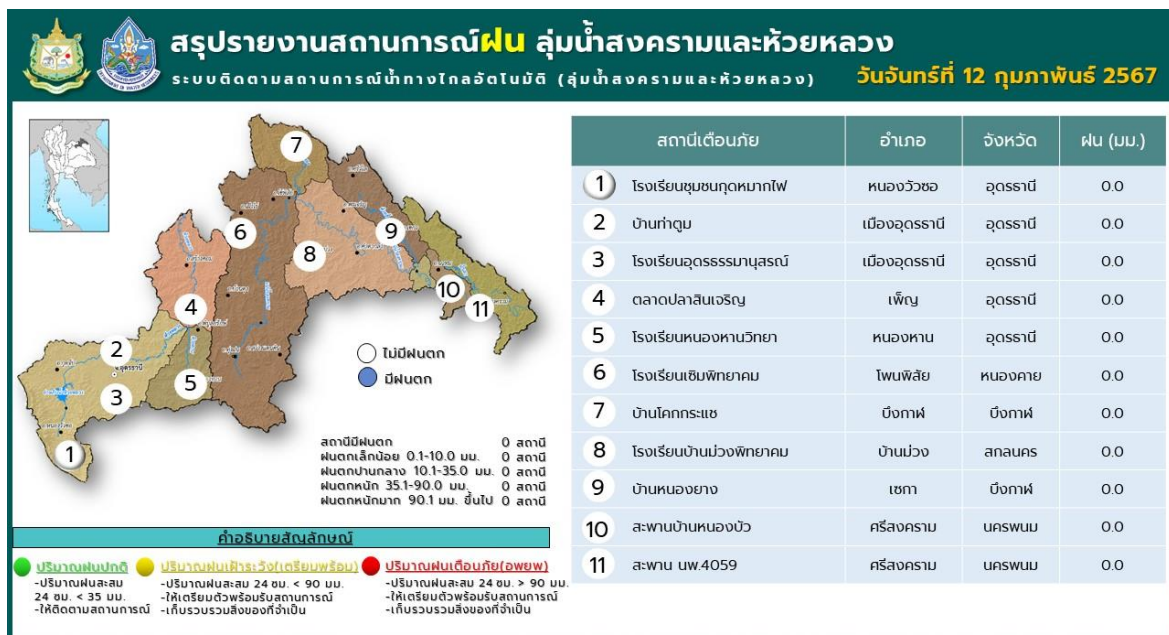 สรุปรายงานสถานการณ์ฝน ลุ่มน้ำสงครามและห้วยหลวง
ระบบติดตามสถานการณ์น้ำทางไกลอัตโนมัติ (ลุ่มน้ำสงครามและห้วยหลวง)
วันจันทร์ที่ 12 กุมภาพันธ์ 2567
7
6
9
8
10
11
4
2
อ.อุดรธานี
5
3
1
ไม่มีฝนตก
มีฝนตก
สถานีมีฝนตก 0 สถานี
ฝนตกเล็กน้อย 0.1-10.0 มม. 0 สถานี
ฝนตกปานกลาง 10.1-35.0 มม. 0 สถานี
ฝนตกหนัก 35.1-90.0 มม. 0 สถานี
ฝนตกหนักมาก 90.1 มม. ขึ้นไป 0 สถานี
สถานีเตือนภัย อำเภอ จังหวัด ฝน (มม.)
1 โรงเรียนชุมชนกุดหมากไฟ หนองวัวซอ อุดรธานี 0.0
2 บ้านท่าตูม เมืองอุดรธานี อุดรธานี 0.0
3 โรงเรียนอุดรธรรมานุสรณ์ เมืองอุดรธานี อุดรธานี 0.0
4 ตลาดปลาสินเจริญ เพ็ญ อุดรธานี 0.0
5 โรงเรียนหนองหานวิทยา หนองหาน อุดรธานี 0.0
6 โรงเรียนเซิมพิทยาคม โพนพิสัย หนองคาย 0.0
7 บ้านโคกกระแซ บึงกาฬ บึงกาฬ 0.0
8 โรงเรียนบ้านม่วงพิทยาคม บ้านม่วง สกลนคร 0.0
9 บ้านหนองยาง เซกา บึงกาฬ 0.0
10 สะพานบ้านหนองบัว ศรีสงคราม นครพนม 0.0
11 สะพาน นพ.4059 ศรีสงคราม นครพนม 0.0
คำอธิบายสัญลักษณ์
ปริมาณฝนปกติ
-ปริมาณฝนสะสม
24 ชม. < 35 มม.
-ให้ติดตามสถานการณ์
ปริมาณฝนเฝ้าระวัง(เตรียมพร้อม)
-ปริมาณฝนสะสม 24 ชม. < 90 มม.
-ให้เตรียมตัวพร้อมรับสถานการณ์
-เก็บรวบรวมสิ่งของที่จำเป็น
ปริมาณฝนเตือนภัย(อพยพ)
-ปริมาณฝนสะสม 24 ชม. > 90 มม.
-ให้เตรียมตัวพร้อมรับสถานการณ์
-เก็บรวบรวมสิ่งของที่จำเป็น